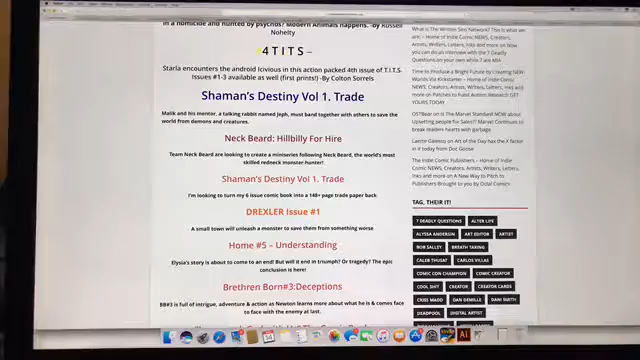 in a homicide and hunted by psychos? Modern Animals happens. -by Russell
Nohelty
4 T I T S –
Starla encounters the android Icivious in this action packed 4th issue of T.I.T.S.
Issues #1-3 available as well (first prints!) -By Colton Sorrels
Shaman's Destiny Vol 1. Trade
Malik and his mentor, a talking rabbit named Jeph, must band together with others to save the
world from demons and creatures.
Neck Beard: Hillbilly For Hire
Team Neck Beard are looking to create a miniseries following Neck Beard, the world's most
skilled redneck monster-hunter!
Shaman's Destiny Vol 1. Trade
I'm looking to turn my 6 issue comic book into a 148+ page trade paper back
DREXLER Issue #1
A small town will unleash a monster to save them from something worse
Home #5 – Understanding
Elysia's story is about to come to an end! But will it end in triumph? Or tragedy? The epic
conclusion is here!
Brethren Born#3:Deceptions
BB#3 is full of intrigue, adventure & action as Newton learns more about what he is & comes face
to face with the enemy at last.
What is The Written Sea Network? This is what we
are: – Home of Indie Comic NEWS, Creators,
Artists, Writers, Letters, Inks and more on Now
you can do an interview with the 7 Deadly
Questions on your own while 7 are MIA
Time to Produce a Bright Future by Creating NEW
Worlds Via Kickstarter – Home of Indie Comic
NEWS, Creators, Artists, Writers, Letters, Inks and
more on Patches to Fund Autism Research GET
YOURS TODAY
OSTBear on Is The Marvel Standard NOW about
Upsetting people for Sales?? Marvel Continues to
break readers hearts with garbage
Laetie Galeesq on Art of the Day has the X factor
in it today from Doc Goose
The Indie Comic Publishers – Home of Indie
Comic NEWS, Creators, Artists, Writers, Letters,
Inks and more on A New Way to Pitch to
Publishers Brought to you by Octal Comics
TAG, THEIR IT!
7 DEADLY QUESTIONS ALTER LIFE
ALYSSA ANDERSIN ART EDITOR ARTIST
BOB SALLEY BREATH TAKING
CALEB THUSAT CARLOS VILLAS
COMIC CON CHAMPION COMIC CREATOR
COOL SHIT CREATOR CREATOR CARDS
CRISS MADD DAN DEMILLE DANI SMITH
DEADPOOL DIGITAL ARTIST